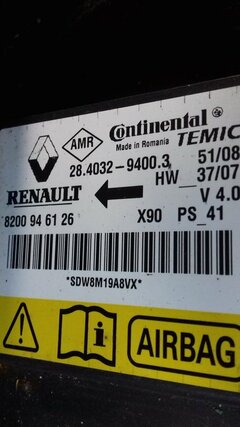 AMR
Continental
Made in Romania TEMIC
28.4032-9400.3 51/08
HW 37/07
RENAULT V 4.0
8200 94 61 26 X90 PS_41
*SDW8M19A8VX*
AIRBAG